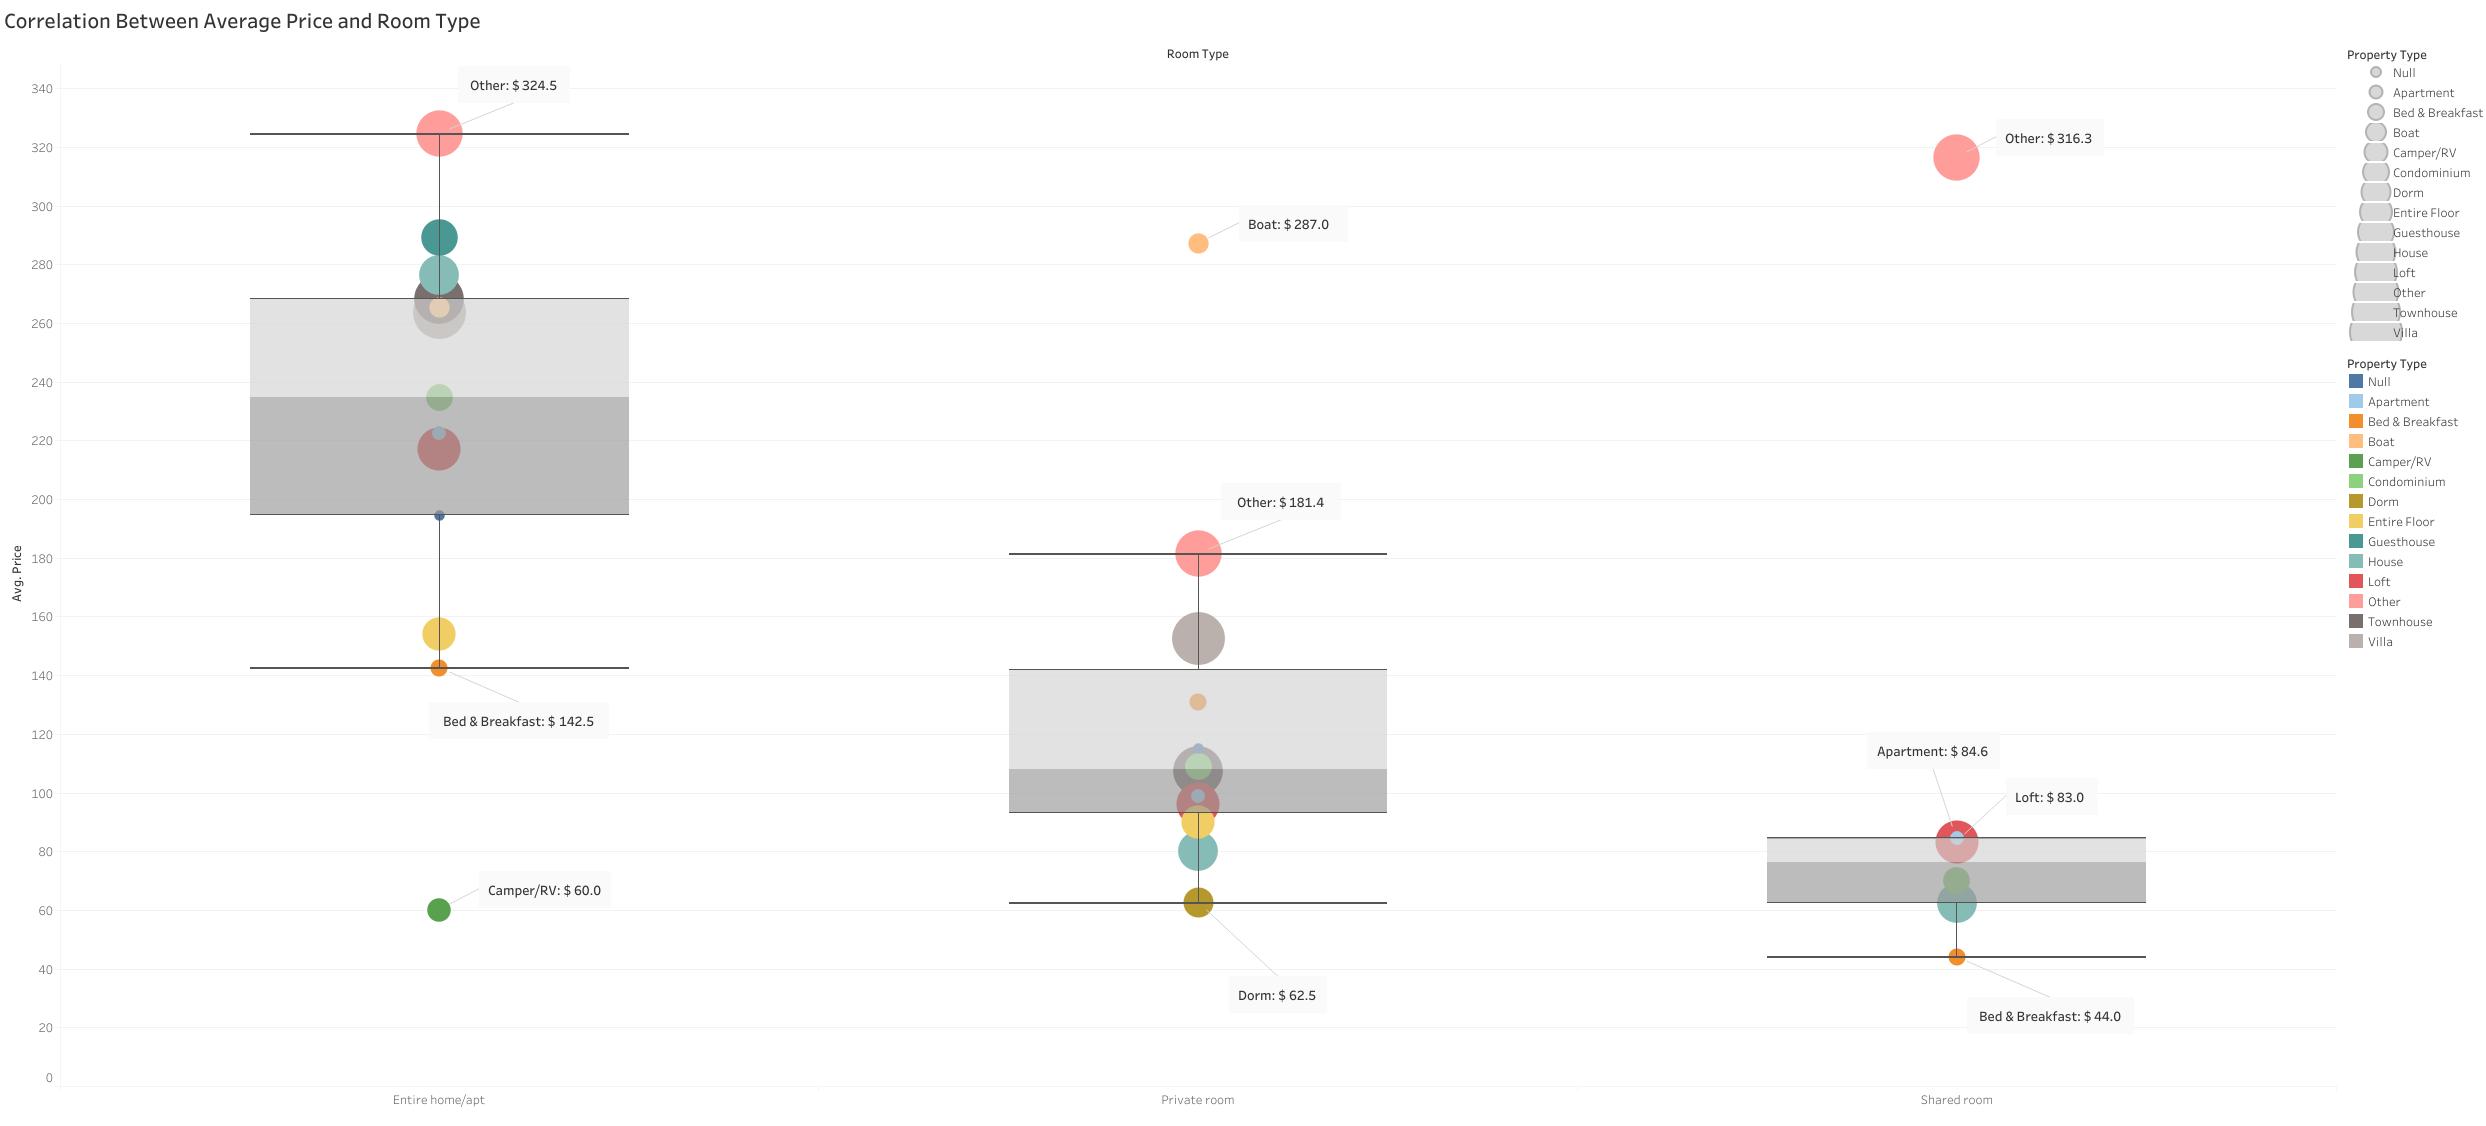 Correlation Between Average Price and Room Type
Room Type
Avg. Price
340
320
300
280
260
240
220
200
180
160
140
120
100
80
60
40
20
0
Other: $ 324.5
Bed & Breakfast: $ 142.5
Camper/RV: $ 60.0
Boat: $ 287.0
Other: $ 181.4
Dorm: $ 62.5
Other: $ 316.3
Apartment: $ 84.6
Loft: $ 83.0
Bed & Breakfast: $ 44.0
Entire home/apt
Private room
Shared room
Property Type
Null
Apartment
Bed & Breakfast
Boat
Camper/RV
Condominium
Dorm
Entire Floor
Guesthouse
House
Loft
Other
Townhouse
Villa
Property Type
Null
Apartment
Bed & Breakfast
Boat
Camper/RV
Condominium
Dorm
Entire Floor
Guesthouse
House
Loft
Other
Townhouse
Villa